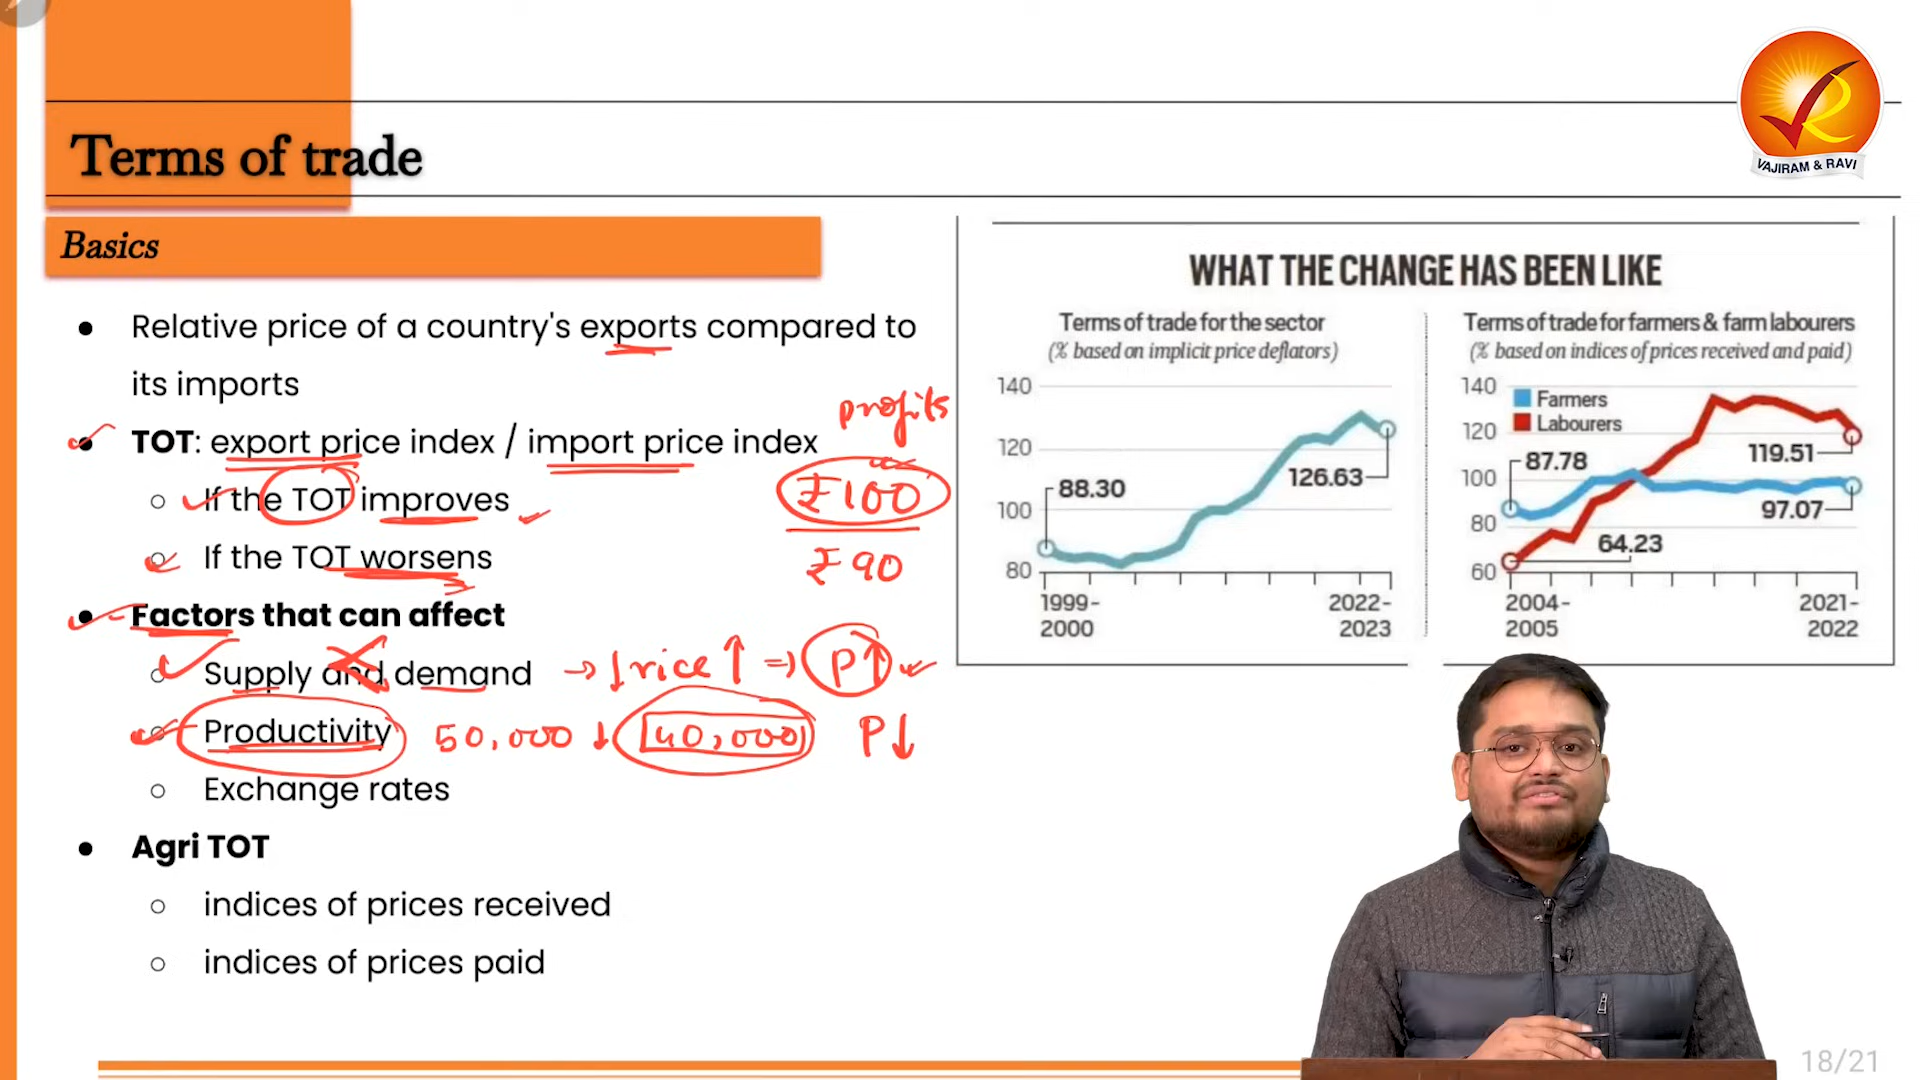 VAJIRAM & RAVI
Terms of trade
Basics
● Relative price of a country's exports compared to
its imports
● TOT: export price index / import price index
○ If the TOT improves
○ If the TOT worsens
● Factors that can affect
○ Supply and demand
○ Productivity
○ Exchange rates
● Agri TOT
○ indices of prices received
○ indices of prices paid
profits
₹100
₹90
→ Price ↑ ⇒ P↑
50,000 ↓ 40,000 P↓
WHAT THE CHANGE HAS BEEN LIKE
Terms of trade for the sector
(% based on implicit price deflators)
140
120
100
80
88.30
126.63
1999-
2000
2022-
2023
Terms of trade for farmers & farm labourers
(% based on indices of prices received and paid)
140
120
100
80
60
Farmers
Labourers
87.78
119.51
97.07
64.23
2004-
2005
2021-
2022
18/21